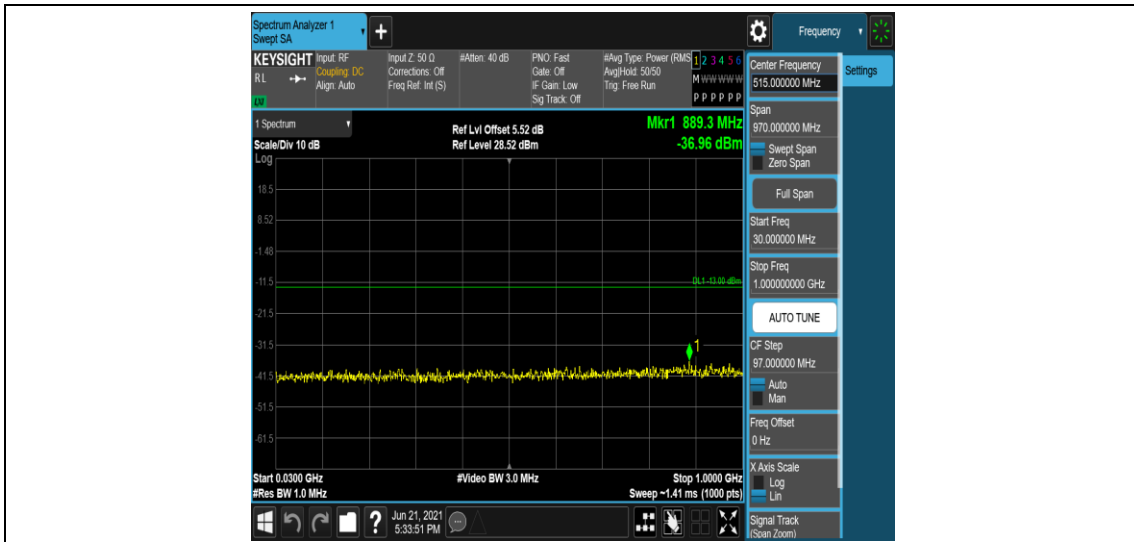 Spectrum Analyzer 1
Swept SA
+
Frequency
KEYSIGHT
RL
LXI
Input: RF
Coupling: DC
Align: Auto
Input Z: 50 Ω
Corrections: Off
Freq Ref: Int (S)
#Atten: 40 dB
PNO: Fast
Gate: Off
IF Gain: Low
Sig Track: Off
#Avg Type: Power (RMS
Avg|Hold: 50/50
Trig: Free Run
1 2 3 4 5 6
M W W W W W
P P P P P P
1 Spectrum
Scale/Div 10 dB
Ref Lvl Offset 5.52 dB
Ref Level 28.52 dBm
Mkr1 889.3 MHz
-36.96 dBm
Log
18.5
8.52
-1.48
-11.5
-21.5
-31.5
-41.5
-51.5
-61.5
DL1 -13.00 dBm
1
Start 0.0300 GHz
#Res BW 1.0 MHz
#Video BW 3.0 MHz
Stop 1.0000 GHz
Sweep ~1.41 ms (1000 pts)
Center Frequency
515.000000 MHz
Settings
Span
970.000000 MHz
Swept Span
Zero Span
Full Span
Start Freq
30.000000 MHz
Stop Freq
1.000000000 GHz
AUTO TUNE
CF Step
97.000000 MHz
Auto
Man
Freq Offset
0 Hz
X Axis Scale
Log
Lin
Signal Track
(Span Zoom)
?
Jun 21, 2021
5:33:51 PM